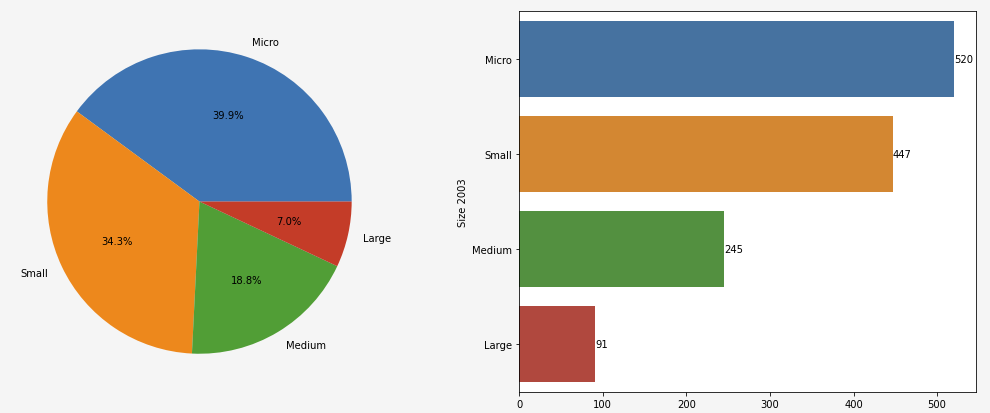 Micro
39.9%
34.3%
Small
18.8%
Medium
7.0%
Large
Size 2003
Micro
520
Small
447
Medium
245
Large
91
0
100
200
300
400
500